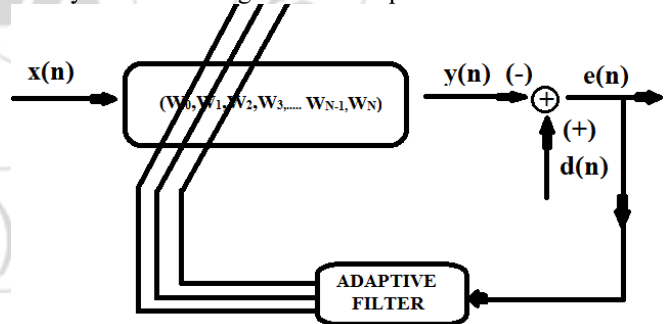 x(n)
(W0,W1,W2,W3,..... WN-1,WN)
y(n) (-)
e(n)
+
(+)
d(n)
ADAPTIVE
FILTER